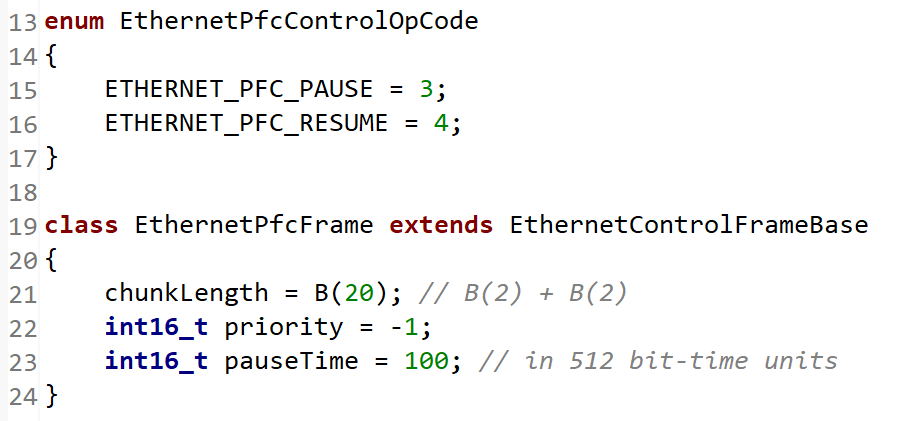 13 enum EthernetPfcControlOpCode
14 {
15     ETHERNET_PFC_PAUSE = 3;
16     ETHERNET_PFC_RESUME = 4;
17 }
18
19 class EthernetPfcFrame extends EthernetControlFrameBase
20 {
21     chunkLength = B(20); // B(2) + B(2)
22     int16_t priority = -1;
23     int16_t pauseTime = 100; // in 512 bit-time units
24 }